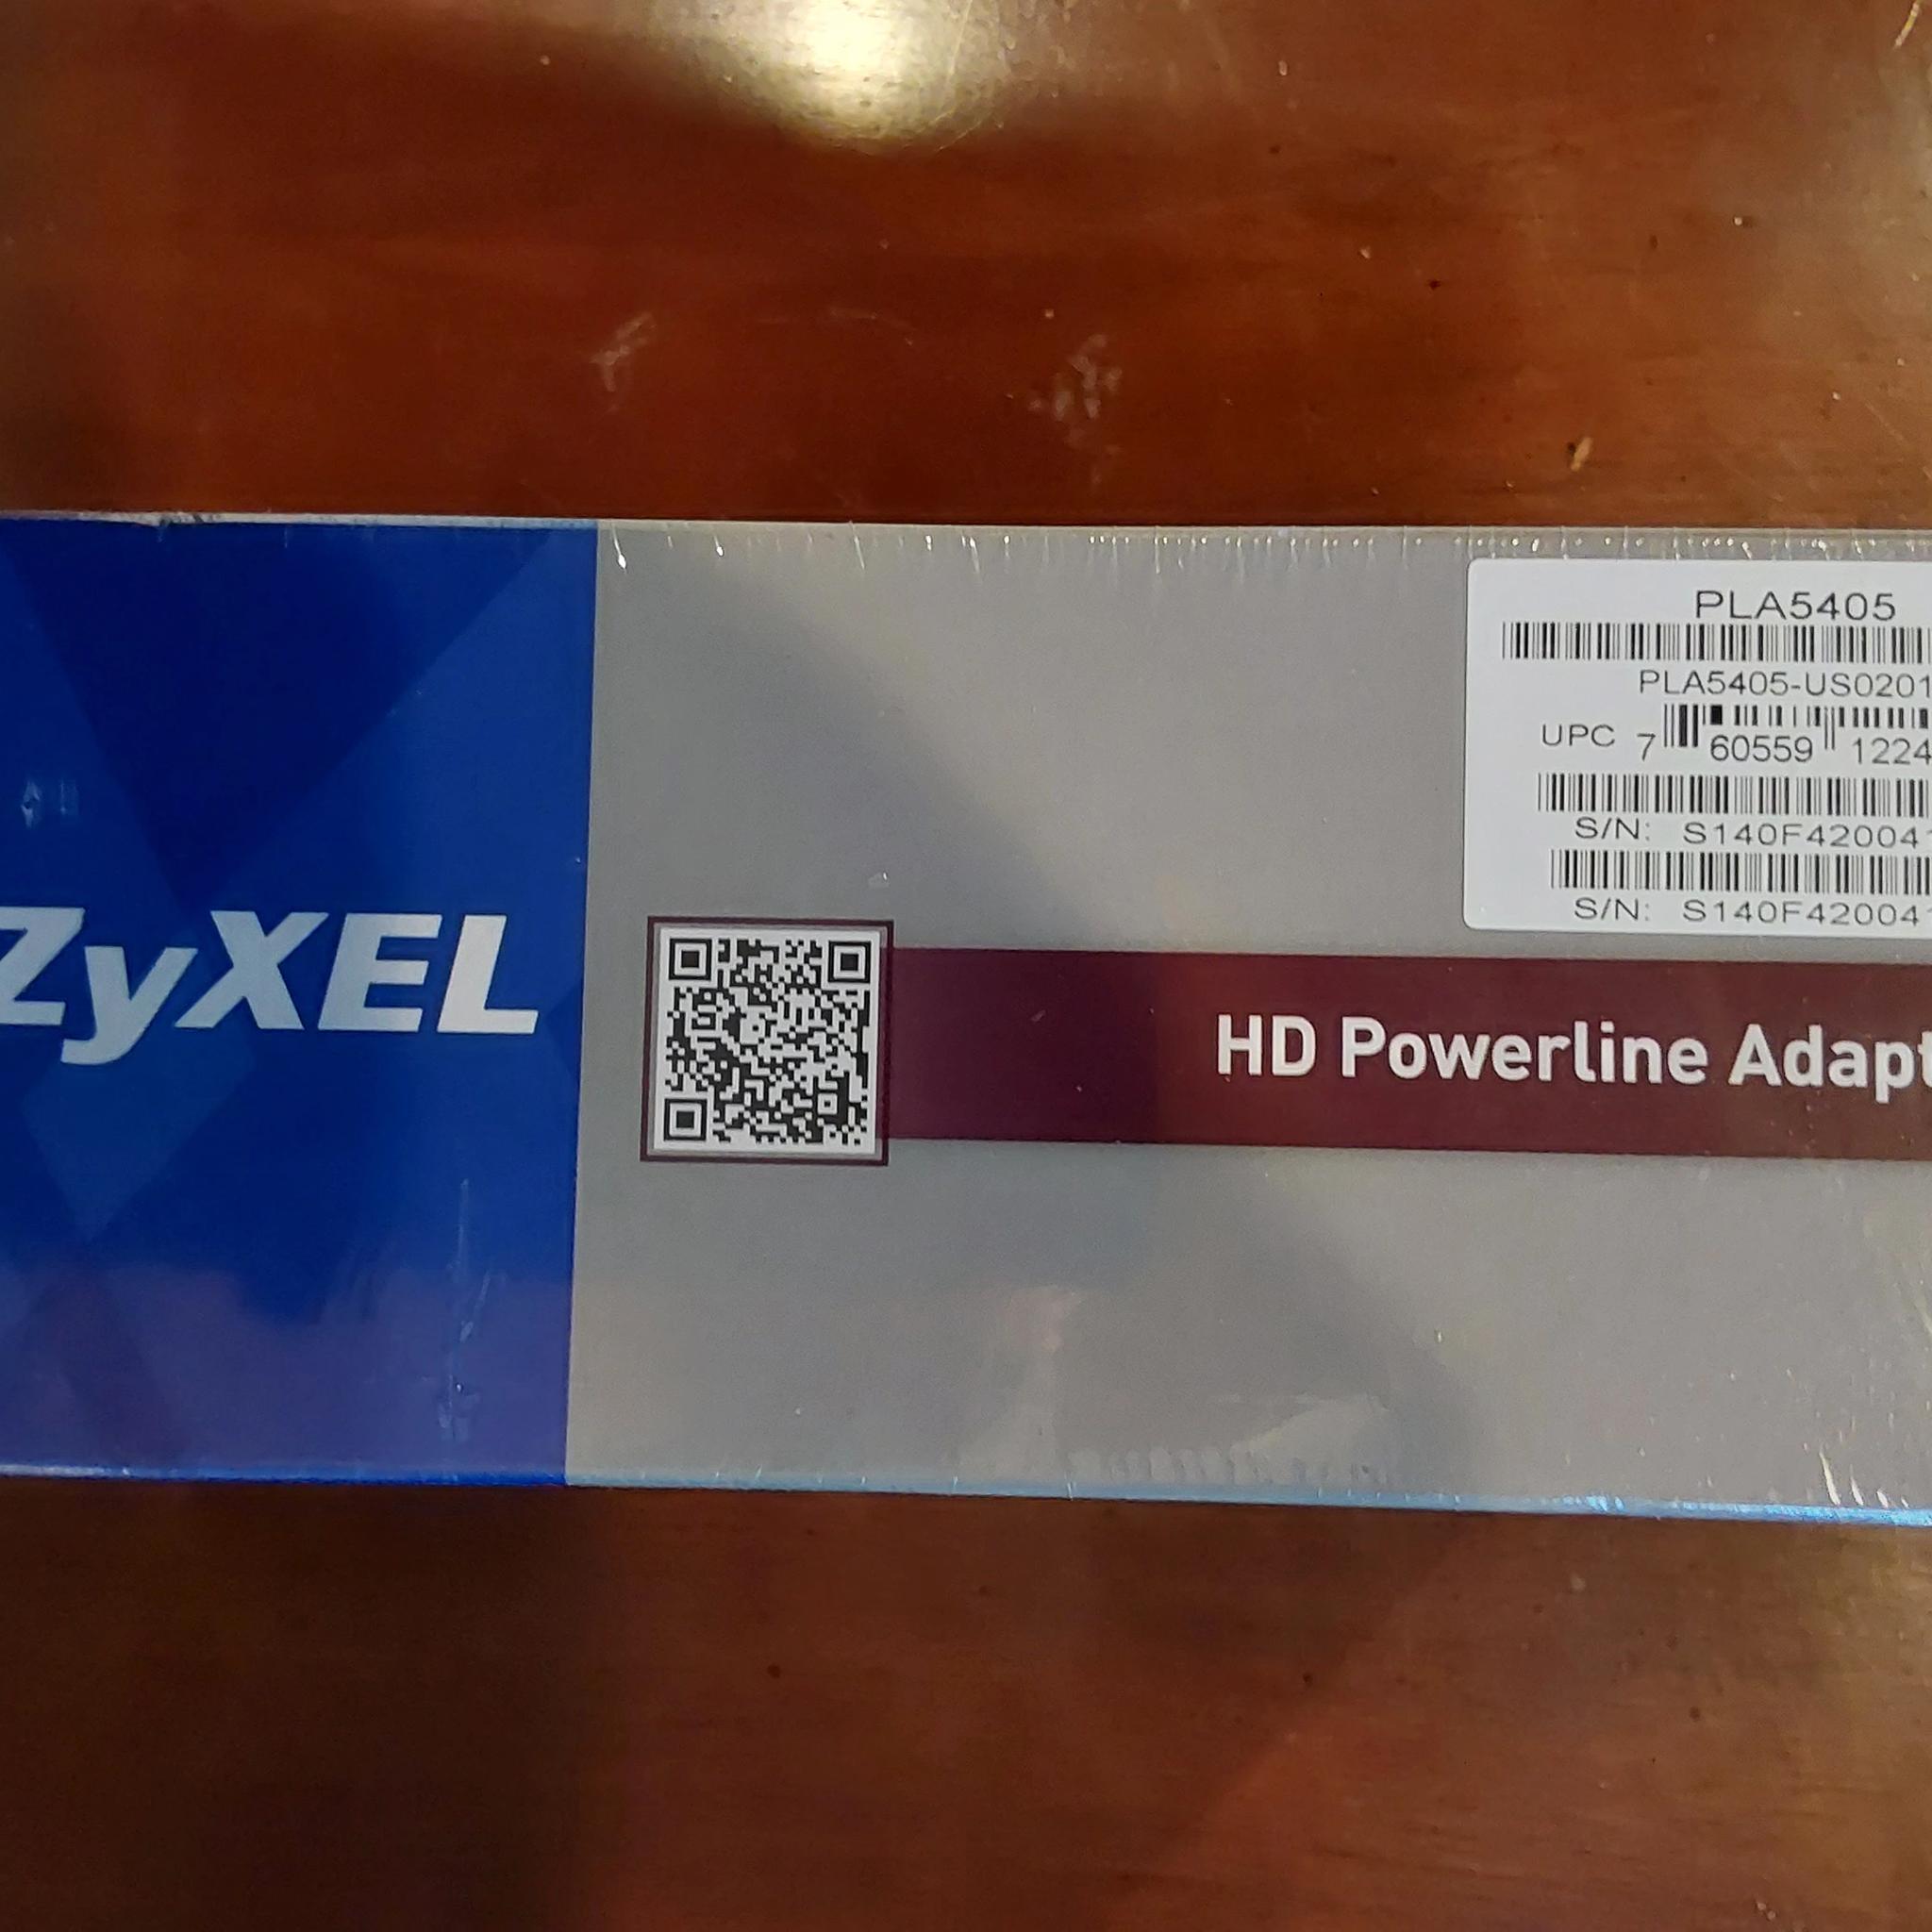 PLA5405
PLA5405-US0201
UPC 7 60559 1224
S/N: S140F420041
S/N: S140F420041
ZyXEL
HD Powerline Adapt